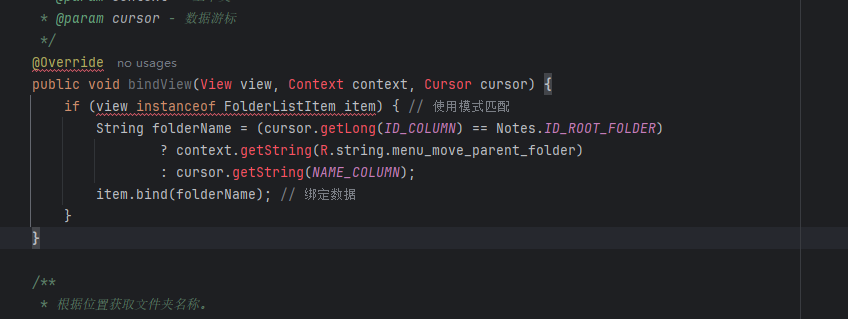 * @param cursor - 数据游标
*/
@Override no usages
public void bindView(View view, Context context, Cursor cursor) {
if (view instanceof FolderListItem item) { // 使用模式匹配
String folderName = (cursor.getLong(ID_COLUMN) == Notes.ID_ROOT_FOLDER)
? context.getString(R.string.menu_move_parent_folder)
: cursor.getString(NAME_COLUMN);
item.bind(folderName); // 绑定数据
}
}
/**
* 根据位置获取文件夹名称.